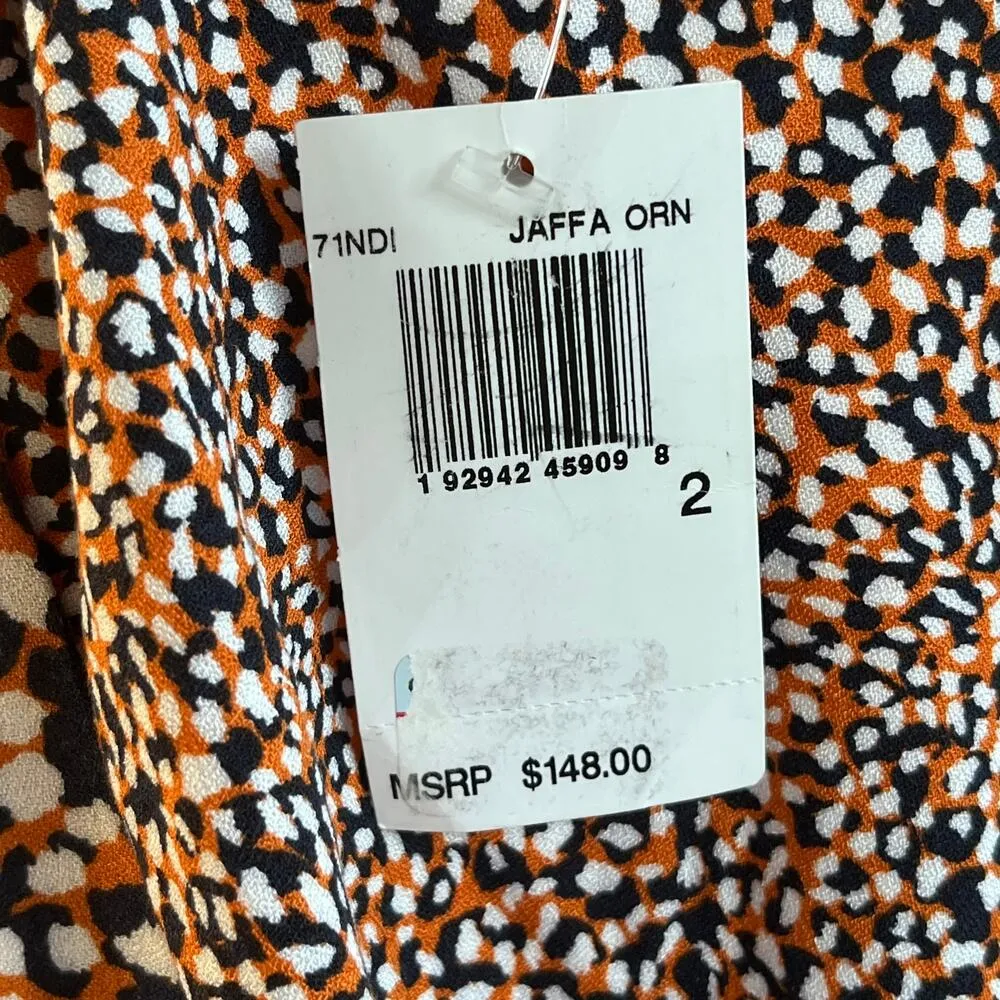 71NDI JAFFA ORN
1 92942 45909 8
2
MSRP $148.00